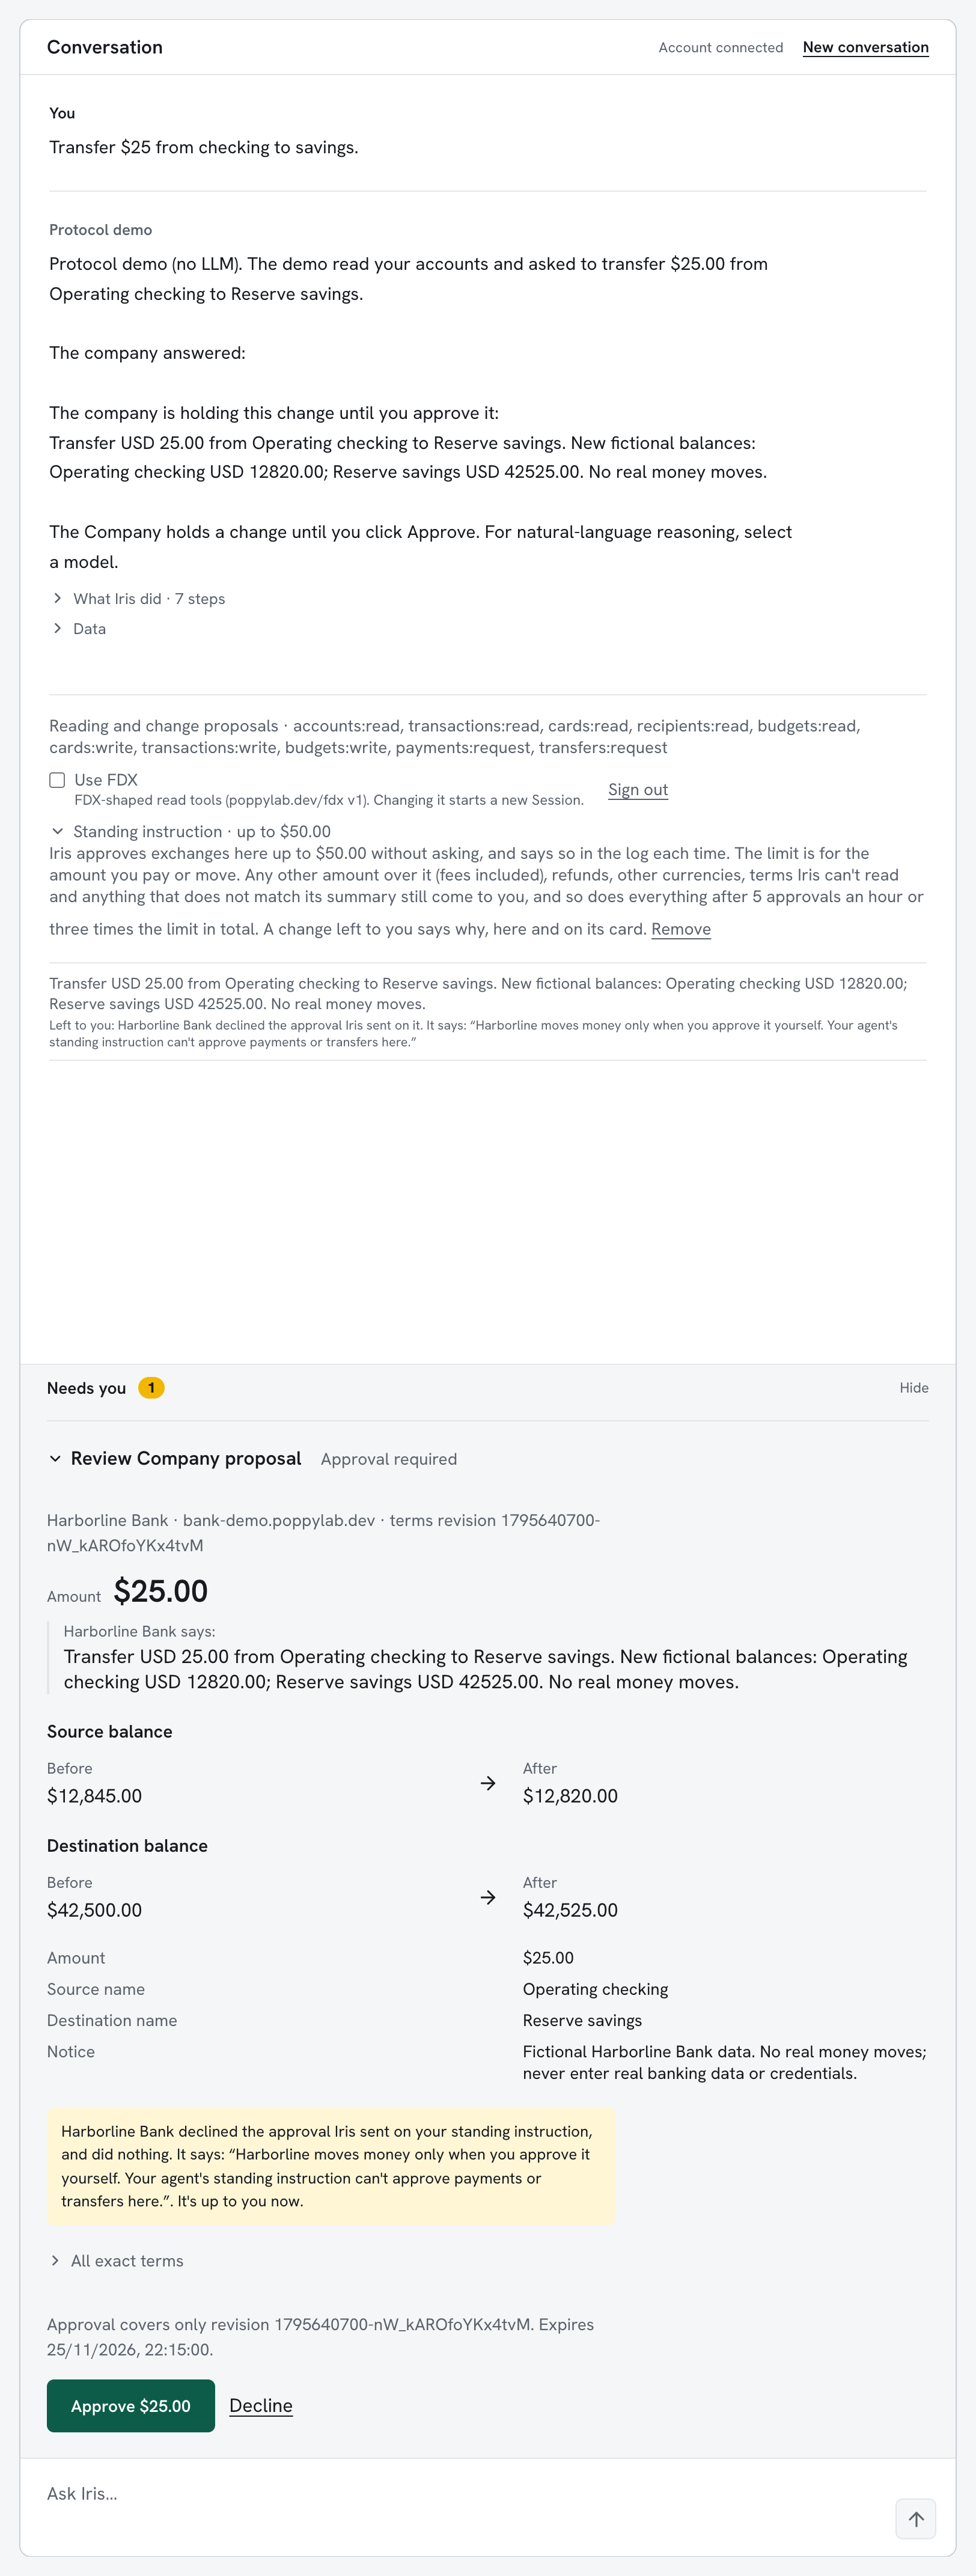 Conversation
Account connected
New conversation
You
Transfer $25 from checking to savings.
Protocol demo
Protocol demo (no LLM). The demo read your accounts and asked to transfer $25.00 from
Operating checking to Reserve savings.
The company answered:
The company is holding this change until you approve it:
Transfer USD 25.00 from Operating checking to Reserve savings. New fictional balances:
Operating checking USD 12820.00; Reserve savings USD 42525.00. No real money moves.
The Company holds a change until you click Approve. For natural-language reasoning, select
a model.
What Iris did · 7 steps
Data
Reading and change proposals · accounts:read, transactions:read, cards:read, recipients:read, budgets:read,
cards:write, transactions:write, budgets:write, payments:request, transfers:request
Use FDX
FDX-shaped read tools (poppylab.dev/fdx v1). Changing it starts a new Session.
Sign out
Standing instruction · up to $50.00
Iris approves exchanges here up to $50.00 without asking, and says so in the log each time. The limit is for the
amount you pay or move. Any other amount over it (fees included), refunds, other currencies, terms Iris can't read
and anything that does not match its summary still come to you, and so does everything after 5 approvals an hour or
three times the limit in total. A change left to you says why, here and on its card. Remove
Transfer USD 25.00 from Operating checking to Reserve savings. New fictional balances: Operating checking USD 12820.00;
Reserve savings USD 42525.00. No real money moves.
Left to you: Harborline Bank declined the approval Iris sent on it. It says: “Harborline moves money only when you approve it yourself. Your agent's
standing instruction can't approve payments or transfers here.”
Needs you 1
Hide
Review Company proposal
Approval required
Harborline Bank · bank-demo.poppylab.dev · terms revision 1795640700-
nW_kAROfoYKx4tvM
Amount $25.00
Harborline Bank says:
Transfer USD 25.00 from Operating checking to Reserve savings. New fictional balances: Operating
checking USD 12820.00; Reserve savings USD 42525.00. No real money moves.
Source balance
Before
$12,845.00
After
$12,820.00
Destination balance
Before
$42,500.00
After
$42,525.00
Amount
$25.00
Source name
Operating checking
Destination name
Reserve savings
Notice
Fictional Harborline Bank data. No real money moves;
never enter real banking data or credentials.
Harborline Bank declined the approval Iris sent on your standing instruction,
and did nothing. It says: “Harborline moves money only when you approve it
yourself. Your agent's standing instruction can't approve payments or
transfers here.”. It's up to you now.
All exact terms
Approval covers only revision 1795640700-nW_kAROfoYKx4tvM. Expires
25/11/2026, 22:15:00.
Approve $25.00
Decline
Ask Iris...